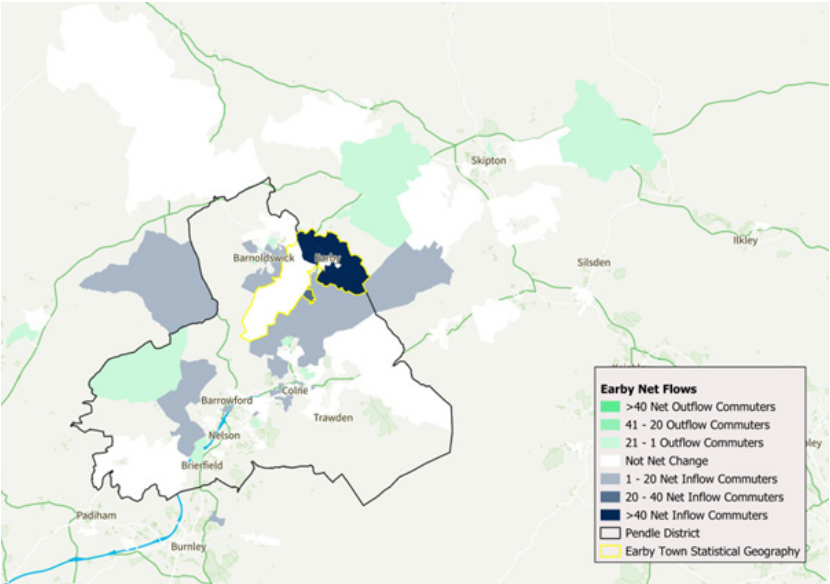 Skipton
Ilkley
Barnoldswick
Earby
Silsden
Colne
Barrowford
Trawden
Nelson
Brierfield
Padiham
Burnley
Earby Net Flows
>40 Net Outflow Commuters
41 - 20 Outflow Commuters
21 - 1 Outflow Commuters
Not Net Change
1 - 20 Net Inflow Commuters
20 - 40 Net Inflow Commuters
>40 Net Inflow Commuters
Pendle District
Earby Town Statistical Geography